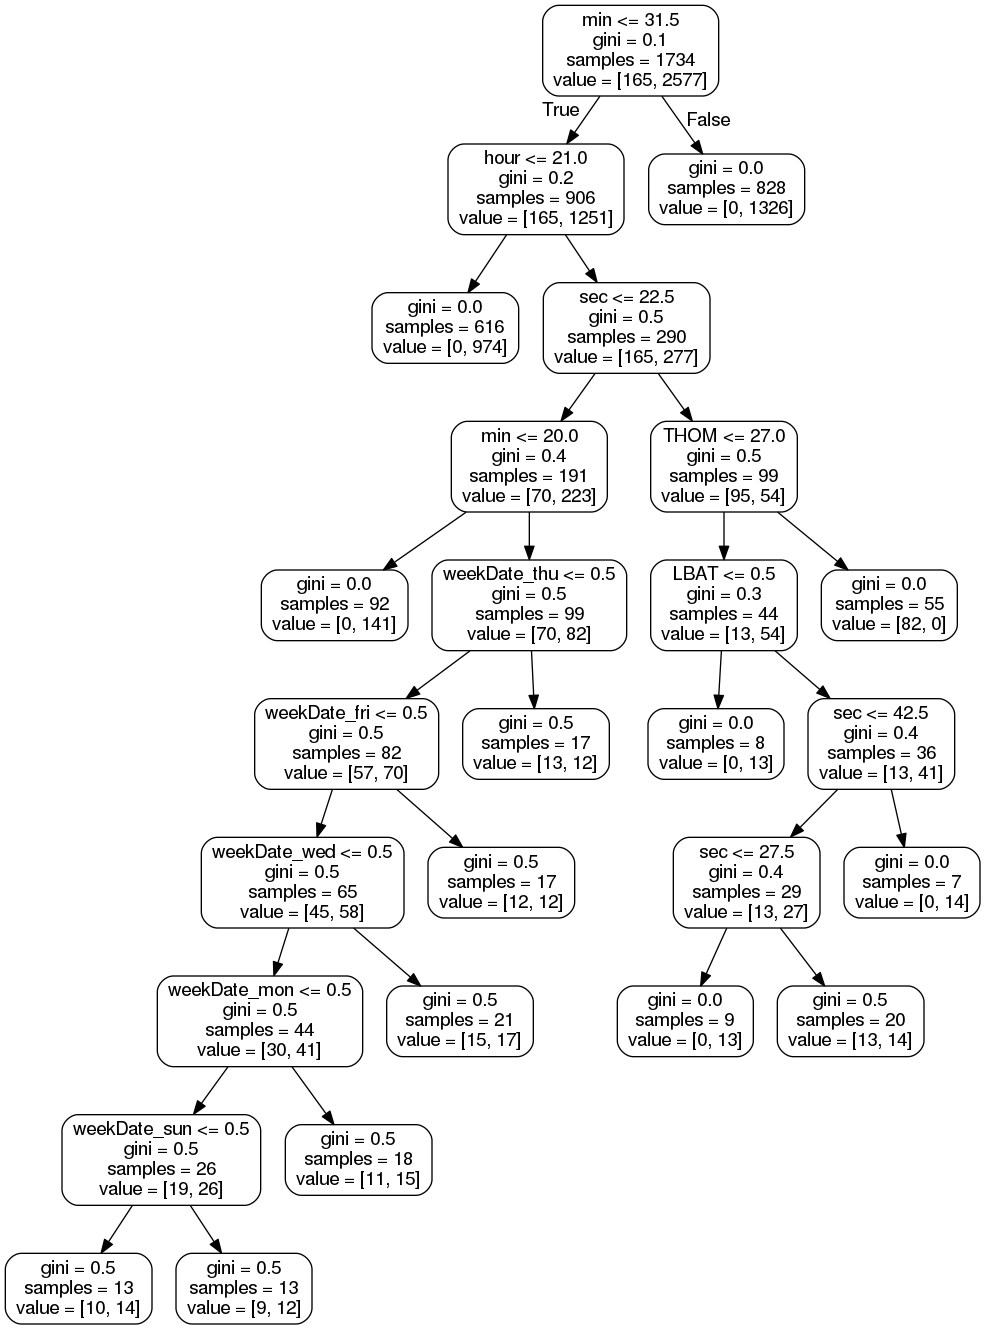 min <= 31.5
gini = 0.1
samples = 1734
value = [165, 2577]
True
False
hour <= 21.0
gini = 0.2
samples = 906
value = [165, 1251]
gini = 0.0
samples = 828
value = [0, 1326]
gini = 0.0
samples = 616
value = [0, 974]
sec <= 22.5
gini = 0.5
samples = 290
value = [165, 277]
min <= 20.0
gini = 0.4
samples = 191
value = [70, 223]
THOM <= 27.0
gini = 0.5
samples = 99
value = [95, 54]
gini = 0.0
samples = 92
value = [0, 141]
weekDate_thu <= 0.5
gini = 0.5
samples = 99
value = [70, 82]
LBAT <= 0.5
gini = 0.3
samples = 44
value = [13, 54]
gini = 0.0
samples = 55
value = [82, 0]
weekDate_fri <= 0.5
gini = 0.5
samples = 82
value = [57, 70]
gini = 0.5
samples = 17
value = [13, 12]
gini = 0.0
samples = 8
value = [0, 13]
sec <= 42.5
gini = 0.4
samples = 36
value = [13, 41]
weekDate_wed <= 0.5
gini = 0.5
samples = 65
value = [45, 58]
gini = 0.5
samples = 17
value = [12, 12]
sec <= 27.5
gini = 0.4
samples = 29
value = [13, 27]
gini = 0.0
samples = 7
value = [0, 14]
weekDate_mon <= 0.5
gini = 0.5
samples = 44
value = [30, 41]
gini = 0.5
samples = 21
value = [15, 17]
gini = 0.0
samples = 9
value = [0, 13]
gini = 0.5
samples = 20
value = [13, 14]
weekDate_sun <= 0.5
gini = 0.5
samples = 26
value = [19, 26]
gini = 0.5
samples = 18
value = [11, 15]
gini = 0.5
samples = 13
value = [10, 14]
gini = 0.5
samples = 13
value = [9, 12]